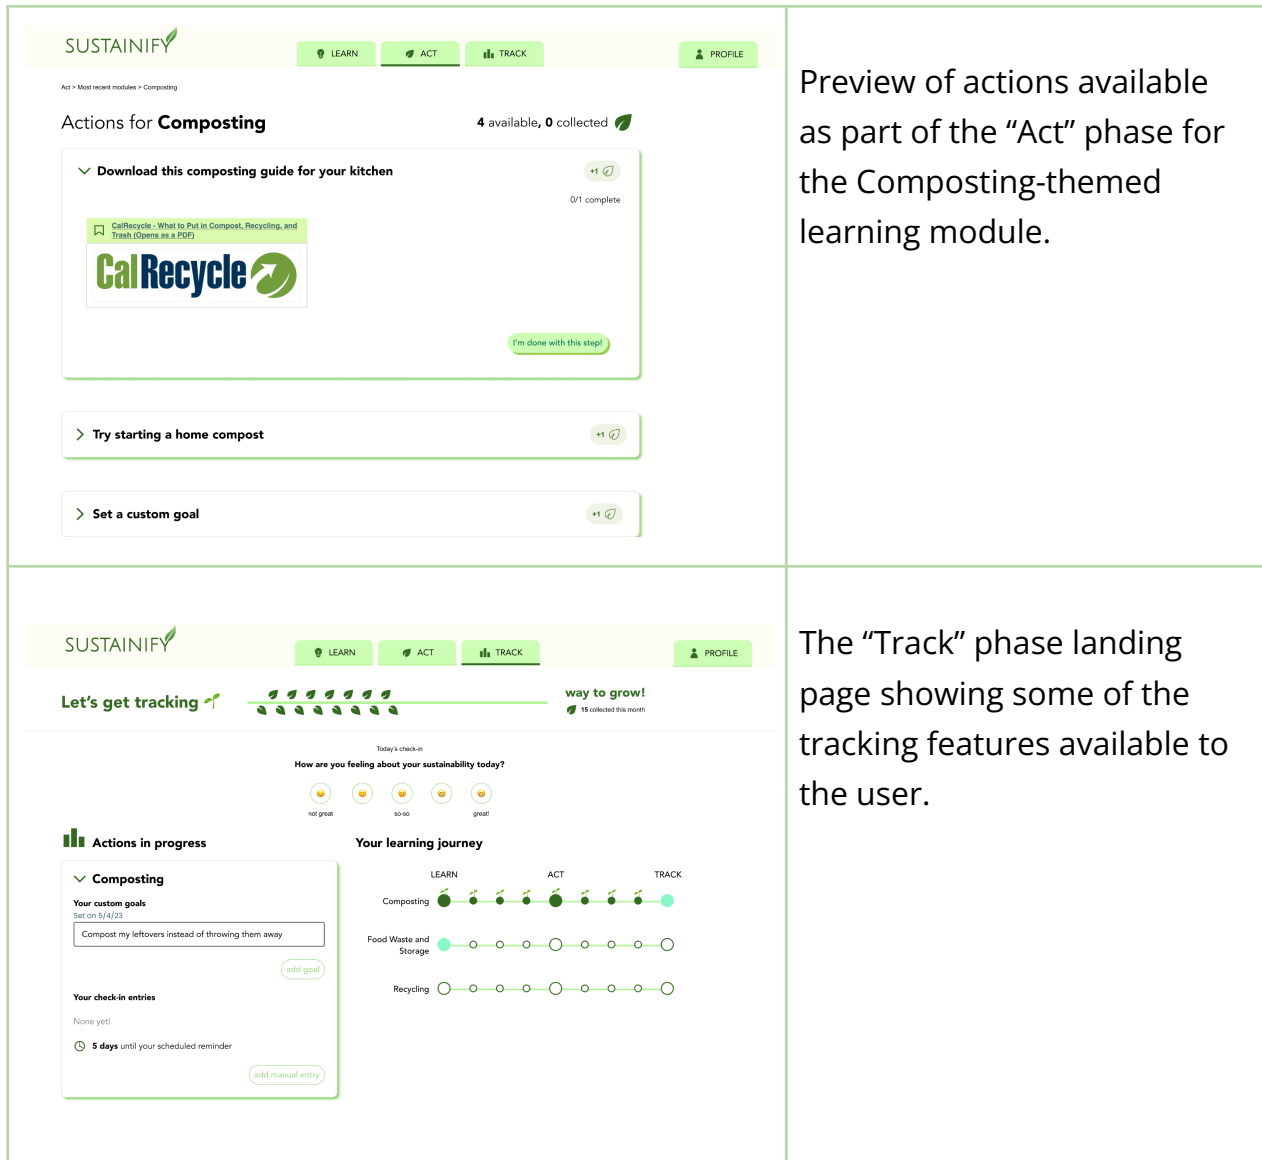 SUSTAINIFY
LEARN
ACT
TRACK
PROFILE
Act > Most recent modules > Composting
Actions for Composting
4 available, 0 collected
Download this composting guide for your kitchen
+1
0/1 complete
CalRecycle - What to Put in Compost, Recycling, and
Trash (Opens as a PDF)
CalRecycle
I'm done with this step!
Try starting a home compost
+1
Set a custom goal
+1
Preview of actions available
as part of the “Act” phase for
the Composting-themed
learning module.
SUSTAINIFY
LEARN
ACT
TRACK
PROFILE
Let's get tracking
way to grow!
15 collected this month
Today's check-in
How are you feeling about your sustainability today?
not great
so-so
great!
Actions in progress
Composting
Your custom goals
Set on 5/4/23
Compost my leftovers instead of throwing them away
add goal
Your check-in entries
None yet!
5 days until your scheduled reminder
add manual entry
Your learning journey
LEARN
ACT
TRACK
Composting
Food Waste and
Storage
Recycling
The “Track” phase landing
page showing some of the
tracking features available to
the user.